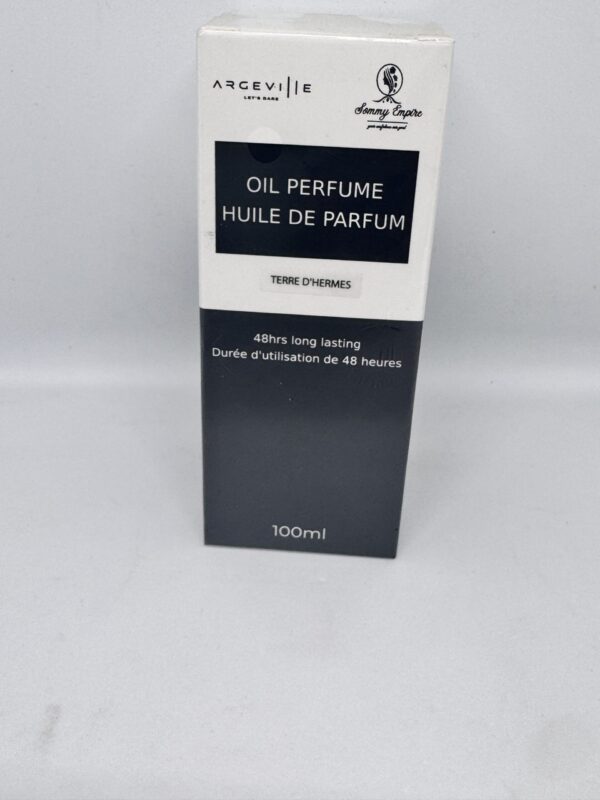 ARGEVILLE
LET'S DARE
Sommy Empire
OIL PERFUME
HUILE DE PARFUM
TERRE D'HERMES
48hrs long lasting
Durée d'utilisation de 48 heures
100ml